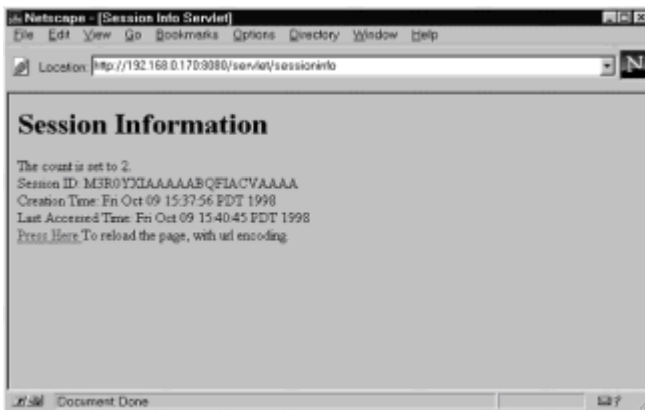 Netscape - [Session Info Servlet]
File Edit View Go Bookmarks Options Directory Window Help
Location: http://192.168.0.170:8080/servlet/sessioninfo
N
Session Information
The count is set to 2.
Session ID: M3R0YXIAAAAABQFIACVAAAA
Creation Time: Fri Oct 09 15:37:56 PDT 1998
Last Accessed Time: Fri Oct 09 15:40:45 PDT 1998
Press Here To reload the page, with url encoding.
Document Done